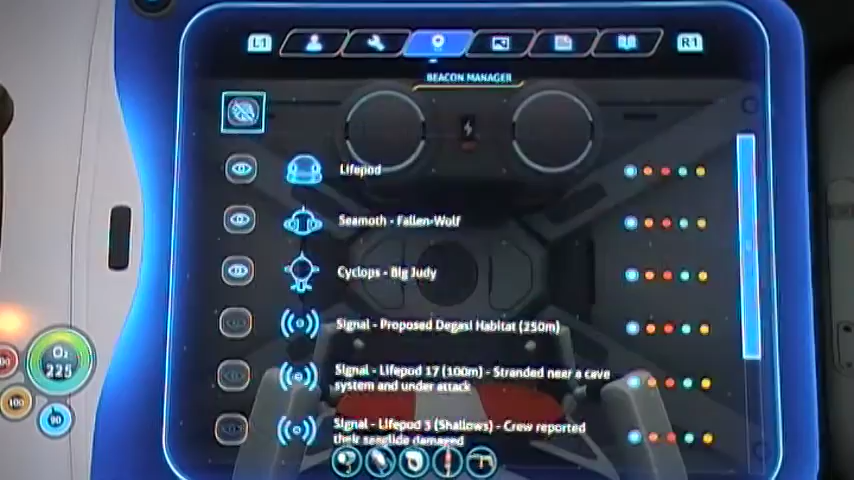 L1
R1
BEACON MANAGER
Lifepod
Seamoth - Fallen-Wolf
Cyclops - Big Judy
Signal - Proposed Degasi Habitat (250m)
Signal - Lifepod 17 (100m) - Stranded near a cave
system and under attack
Signal - Lifepod 3 (Shallows) - Crew reported
their seaglide damaged
O₂
225
100
90